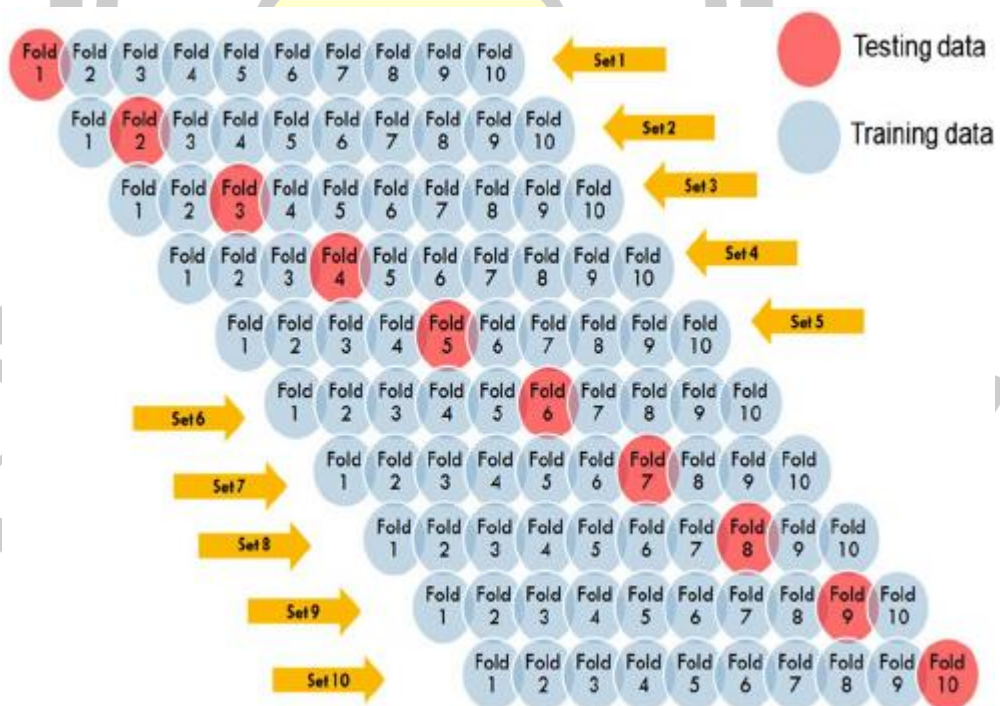 Fold Fold Fold Fold Fold Fold Fold Fold Fold Fold
1 2 3 4 5 6 7 8 9 10
Set 1
Testing data
Fold Fold Fold Fold Fold Fold Fold Fold Fold Fold
1 2 3 4 5 6 7 8 9 10
Set 2
Training data
Fold Fold Fold Fold Fold Fold Fold Fold Fold Fold
1 2 3 4 5 6 7 8 9 10
Set 3
Fold Fold Fold Fold Fold Fold Fold Fold Fold Fold
1 2 3 4 5 6 7 8 9 10
Set 4
Fold Fold Fold Fold Fold Fold Fold Fold Fold Fold
1 2 3 4 5 6 7 8 9 10
Set 5
Set 6
Fold Fold Fold Fold Fold Fold Fold Fold Fold Fold
1 2 3 4 5 6 7 8 9 10
Set 7
Fold Fold Fold Fold Fold Fold Fold Fold Fold Fold
1 2 3 4 5 6 7 8 9 10
Set 8
Fold Fold Fold Fold Fold Fold Fold Fold Fold Fold
1 2 3 4 5 6 7 8 9 10
Set 9
Fold Fold Fold Fold Fold Fold Fold Fold Fold Fold
1 2 3 4 5 6 7 8 9 10
Set 10
Fold Fold Fold Fold Fold Fold Fold Fold Fold Fold
1 2 3 4 5 6 7 8 9 10